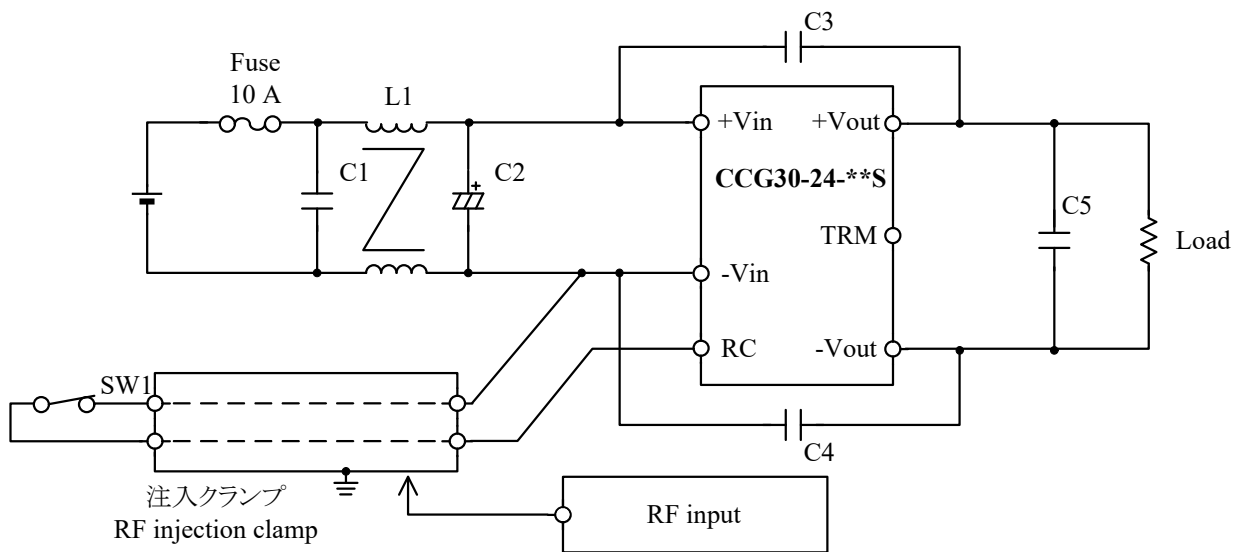 C3
Fuse
10 A
L1
+Vin
+Vout
C1
+
C2
CCG30-24-**S
C5
TRM
Load
-Vin
RC
-Vout
SW1
C4
注入クランプ
RF injection clamp
RF input